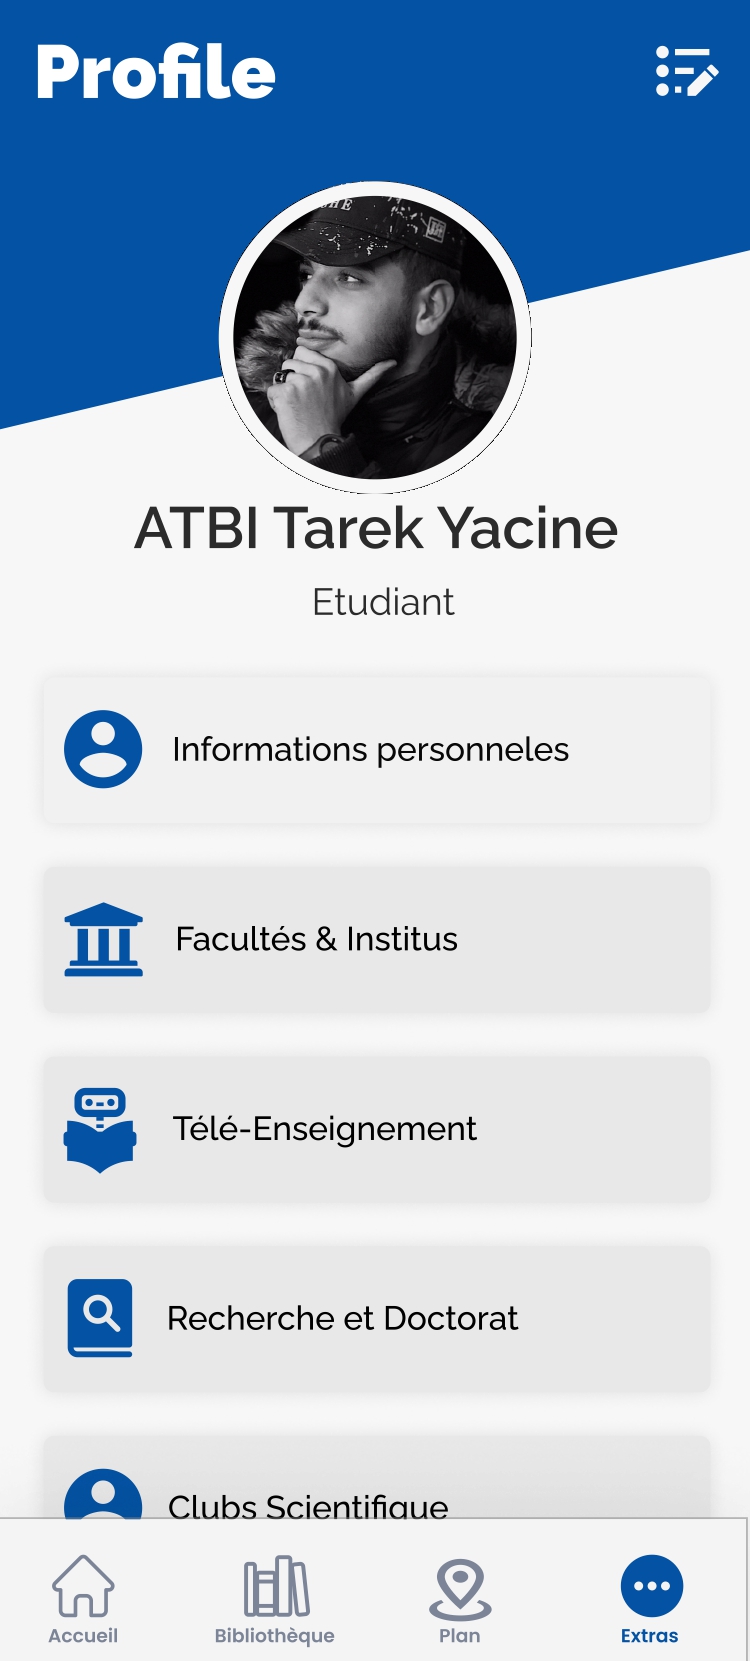 Profile
ATBI Tarek Yacine
Etudiant
Informations personneles
Facultés & Institus
Télé-Enseignement
Recherche et Doctorat
Clubs Scientifique
Accueil
Bibliothèque
Plan
Extras